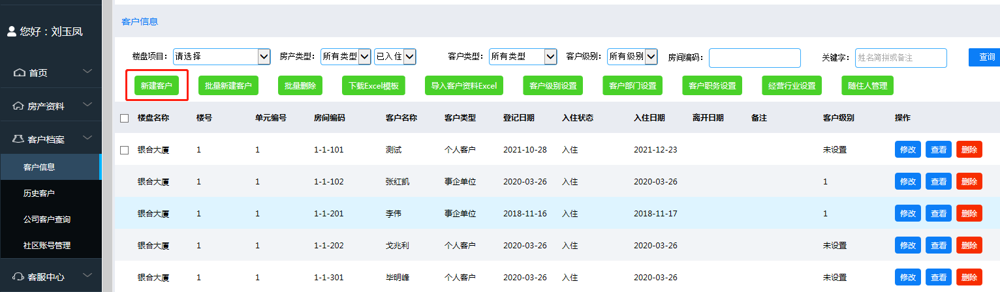 您好：刘玉凤
首页
房产资料
客户档案
客户信息
历史客户
公司客户查询
社区账号管理
客服中心
客户信息
楼盘项目： 请选择 房产类型： 所有类型 已入住 客户类型： 所有类型 客户级别： 所有级别 房间编码： 关键字： 姓名简拼或备注 查询
新建客户 批量新建客户 批量删除 下载Excel模板 导入客户资料Excel 客户级别设置 客户部门设置 客户职务设置 经营行业设置 随住人管理
楼盘名称 楼号 单元编号 房间编码 客户名称 客户类型 登记日期 入住状态 入住日期 离开日期 备注 客户级别 操作
银合大厦 1 1 1-1-101 测试 个人客户 2021-10-28 入住 2021-12-23 未设置 修改 查看 删除
银合大厦 1 1 1-1-102 张红凯 事企单位 2020-03-26 入住 2020-03-26 1 修改 查看 删除
银合大厦 1 1 1-1-201 李伟 事企单位 2018-11-16 入住 2018-11-17 1 修改 查看 删除
银合大厦 1 1 1-1-202 戈兆利 个人客户 2020-03-26 入住 2020-03-26 未设置 修改 查看 删除
银合大厦 1 1 1-1-301 毕明峰 个人客户 2020-03-26 入住 2020-03-26 未设置 修改 查看 删除